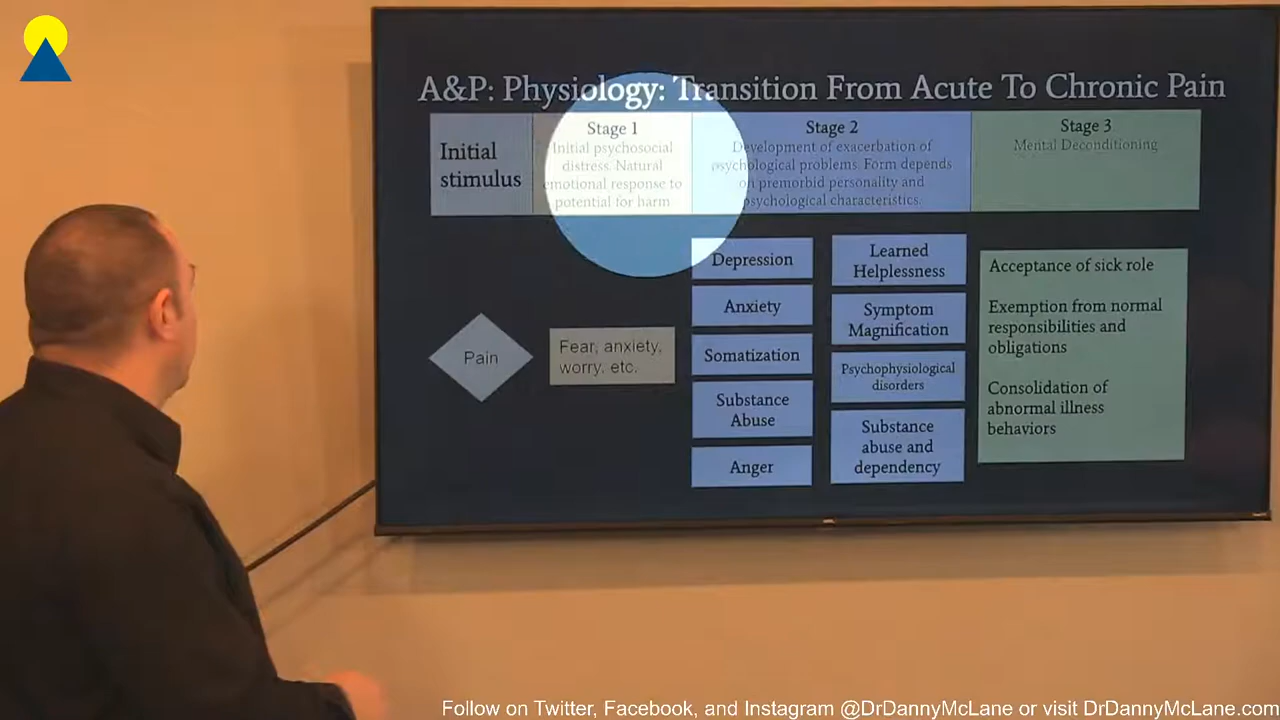 A&P: Physiology: Transition From Acute To Chronic Pain
Initial
stimulus
Stage 1
Initial psychosocial
distress. Natural
emotional response to
potential for harm
Stage 2
Development of exacerbation of
psychological problems. Form depends
on premorbid personality and
psychological characteristics.
Stage 3
Mental Deconditioning
Pain
Fear, anxiety,
worry, etc.
Depression
Anxiety
Somatization
Substance
Abuse
Anger
Learned
Helplessness
Symptom
Magnification
Psychophysiological
disorders
Substance
abuse and
dependency
Acceptance of sick role
Exemption from normal
responsibilities and
obligations
Consolidation of
abnormal illness
behaviors
Follow on Twitter, Facebook, and Instagram @DrDannyMcLane or visit DrDannyMcLane.com